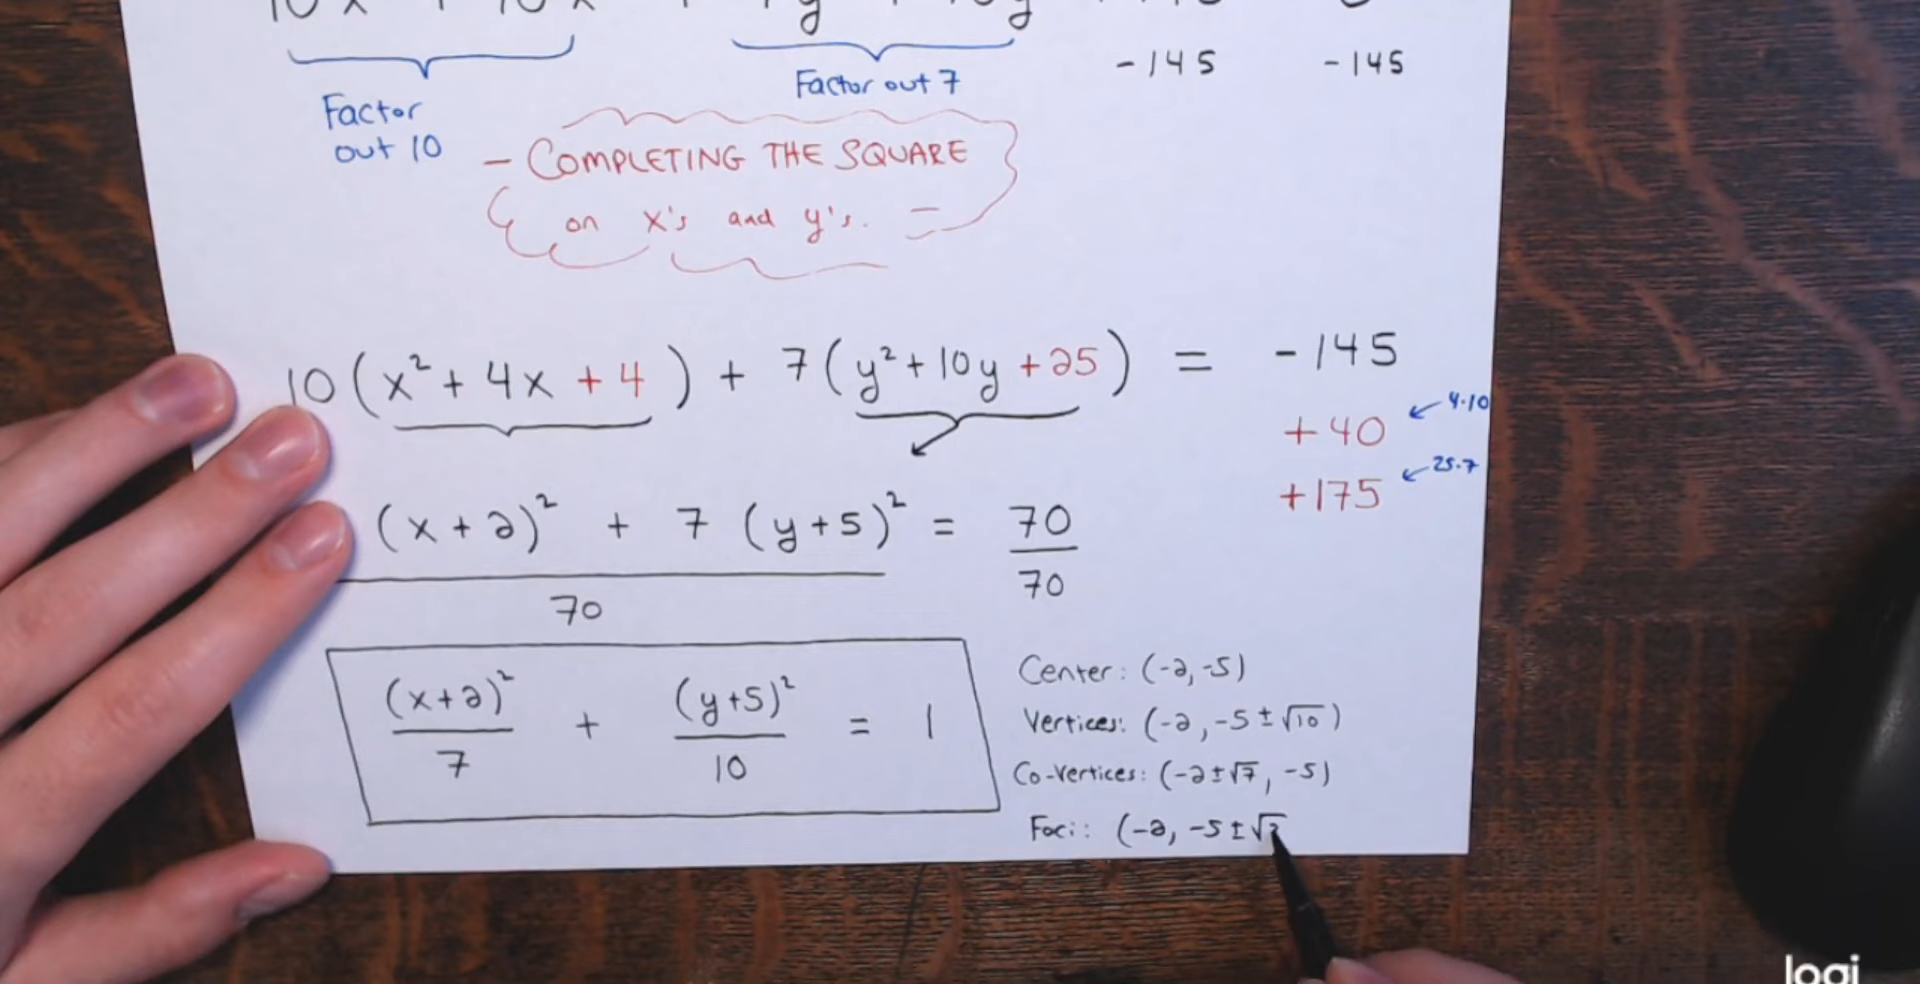 -145 -145
Factor out 7
Factor
out 10
- COMPLETING THE SQUARE
on x's and y's.
10(x² + 4x + 4) + 7(y² + 10y + 25) = -145
4·10
+40
25·7
+175
(x + 2)² + 7 (y + 5)² = 70
70 70
(x+2)² / 7 + (y+5)² / 10 = 1
Center: (-2, -5)
Vertices: (-2, -5 ± √10)
Co-Vertices: (-2 ± √7, -5)
Foci: (-2, -5 ± √
logi